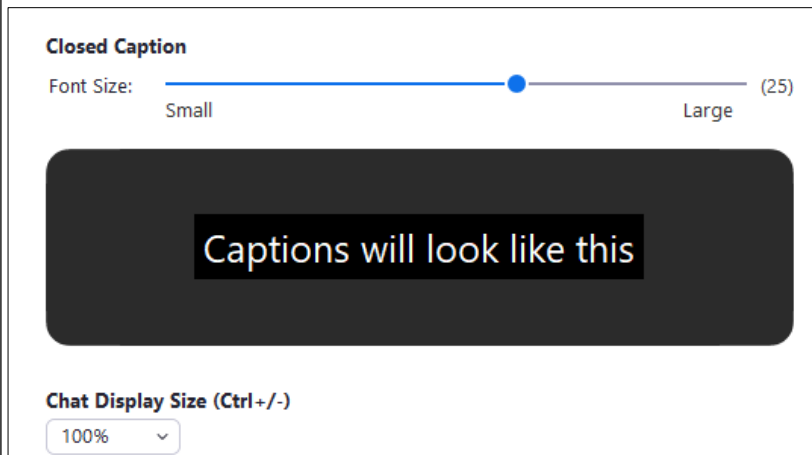 Closed Caption
Font Size: (25)
Small Large
Captions will look like this
Chat Display Size (Ctrl+/-)
100%